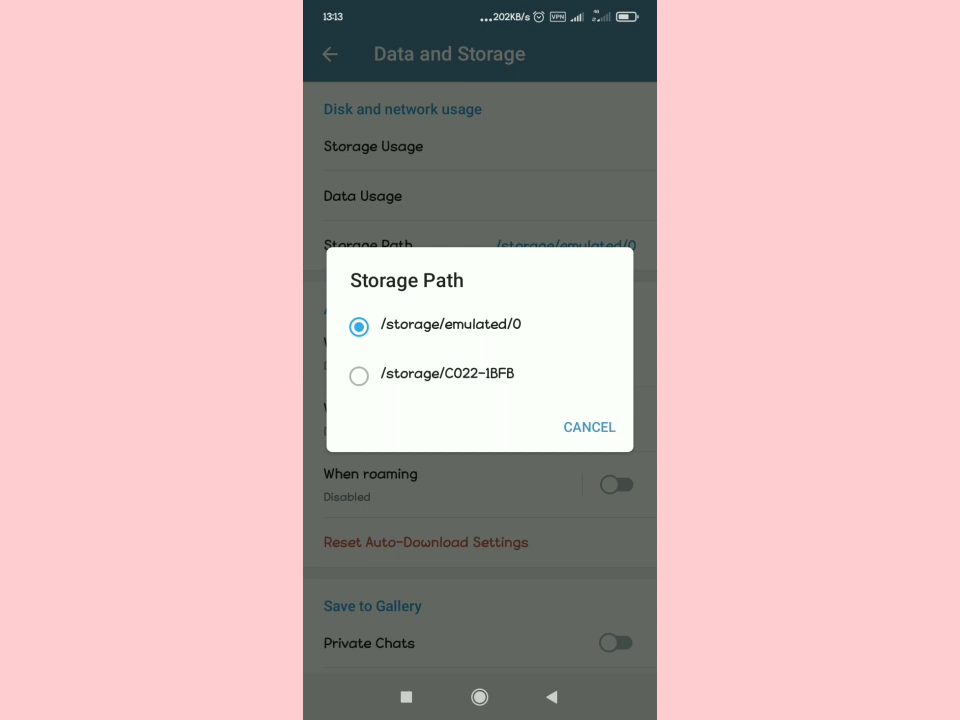 13:13
...202KB/s VPN 4G
Data and Storage
Disk and network usage
Storage Usage
Data Usage
Storage Path /storage/emulated/0
Storage Path
/storage/emulated/0
/storage/C022-1BFB
CANCEL
When roaming
Disabled
Reset Auto-Download Settings
Save to Gallery
Private Chats